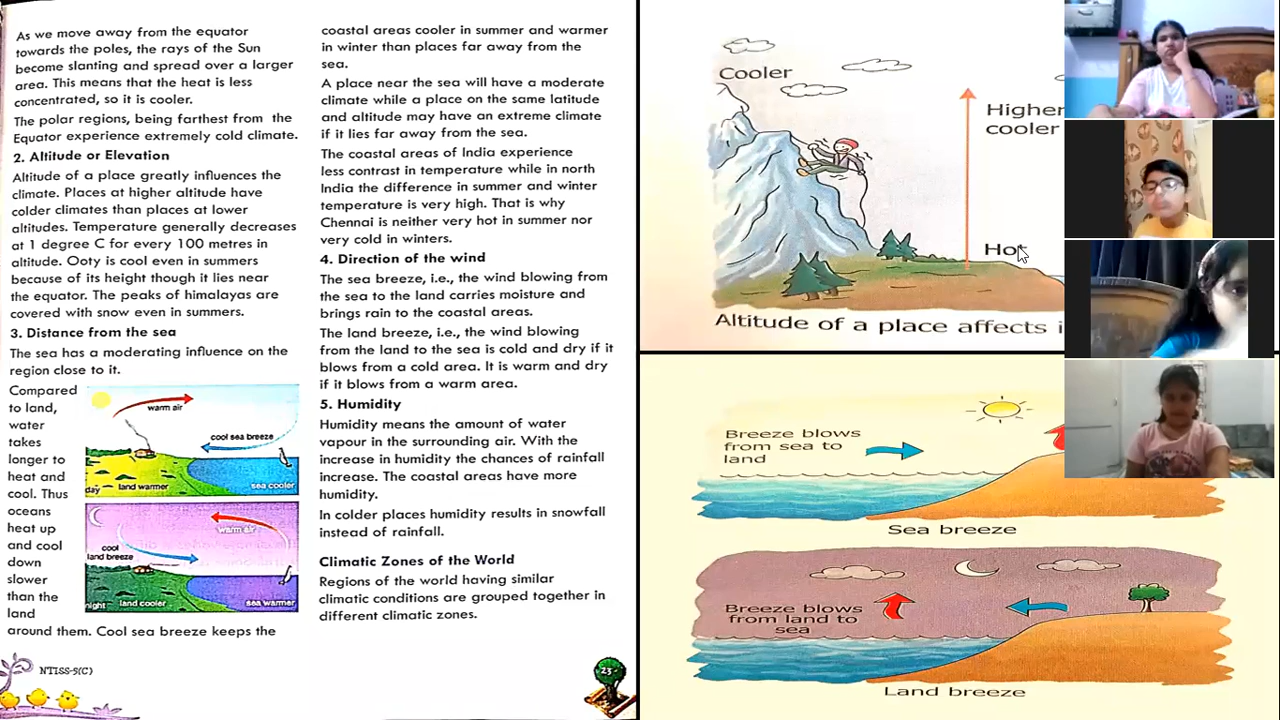 As we move away from the equator
towards the poles, the rays of the Sun
become slanting and spread over a larger
area. This means that the heat is less
concentrated, so it is cooler.
The polar regions, being farthest from the
Equator experience extremely cold climate.
2. Altitude or Elevation
Altitude of a place greatly influences the
climate. Places at higher altitude have
colder climates than places at lower
altitudes. Temperature generally decreases
at 1 degree C for every 100 metres in
altitude. Ooty is cool even in summers
because of its height though it lies near
the equator. The peaks of himalayas are
covered with snow even in summers.
3. Distance from the sea
The sea has a moderating influence on the
region close to it.
Compared
to land,
water
takes
longer to
heat and
cool. Thus
oceans
heat up
and cool
down
slower
than the
land
around them. Cool sea breeze keeps the
warm air
cool sea breeze
day land warmer
sea cooler
warm air
cool
land breeze
night land cooler
sea warmer
NTISS-5(C)
coastal areas cooler in summer and warmer
in winter than places far away from the
sea.
A place near the sea will have a moderate
climate while a place on the same latitude
and altitude may have an extreme climate
if it lies far away from the sea.
The coastal areas of India experience
less contrast in temperature while in north
India the difference in summer and winter
temperature is very high. That is why
Chennai is neither very hot in summer nor
very cold in winters.
4. Direction of the wind
The sea breeze, i.e., the wind blowing from
the sea to the land carries moisture and
brings rain to the coastal areas.
The land breeze, i.e., the wind blowing
from the land to the sea is cold and dry if it
blows from a cold area. It is warm and dry
if it blows from a warm area.
5. Humidity
Humidity means the amount of water
vapour in the surrounding air. With the
increase in humidity the chances of rainfall
increase. The coastal areas have more
humidity.
In colder places humidity results in snowfall
instead of rainfall.
Climatic Zones of the World
Regions of the world having similar
climatic conditions are grouped together in
different climatic zones.
23
Cooler
Higher
cooler
Hot
Altitude of a place affects i
Breeze blows
from sea to
land
Sea breeze
Breeze blows
from land to
sea
Land breeze